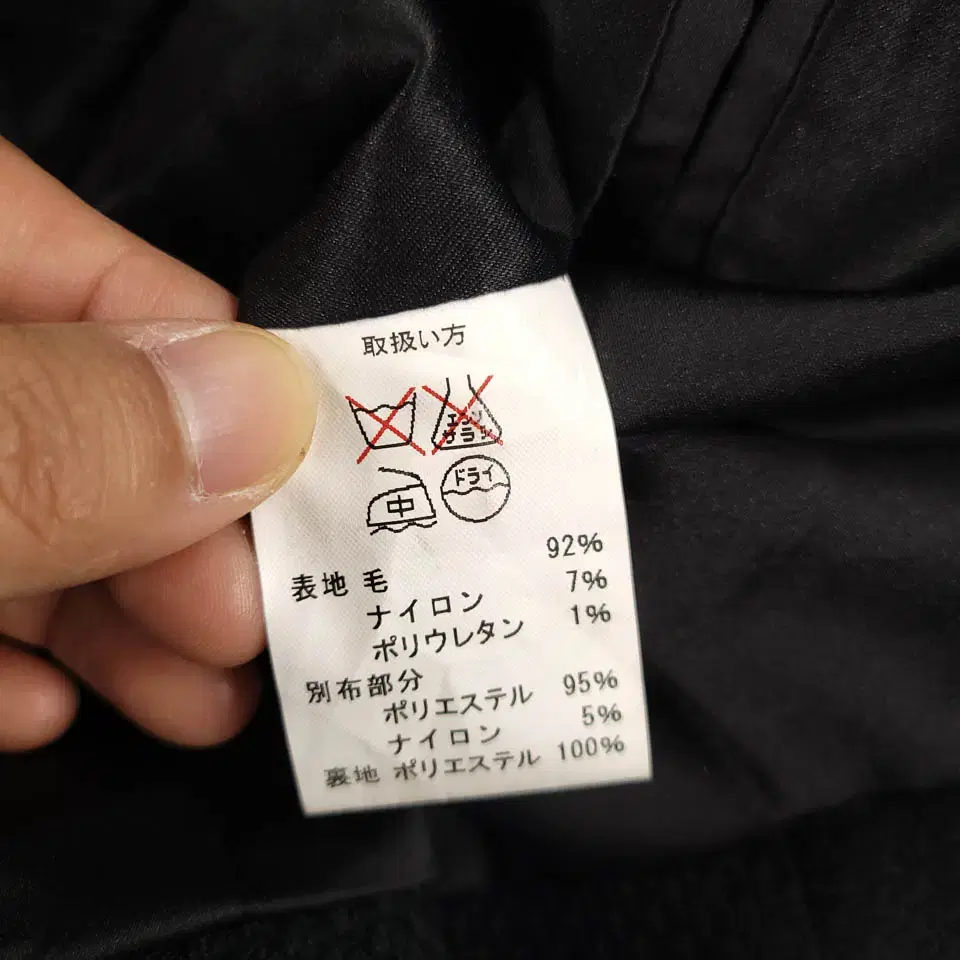 取扱い方
エンソ
サラシ
中 ドライ
表地 毛 92%
ナイロン 7%
ポリウレタン 1%
別布部分
ポリエステル 95%
ナイロン 5%
裏地 ポリエステル 100%